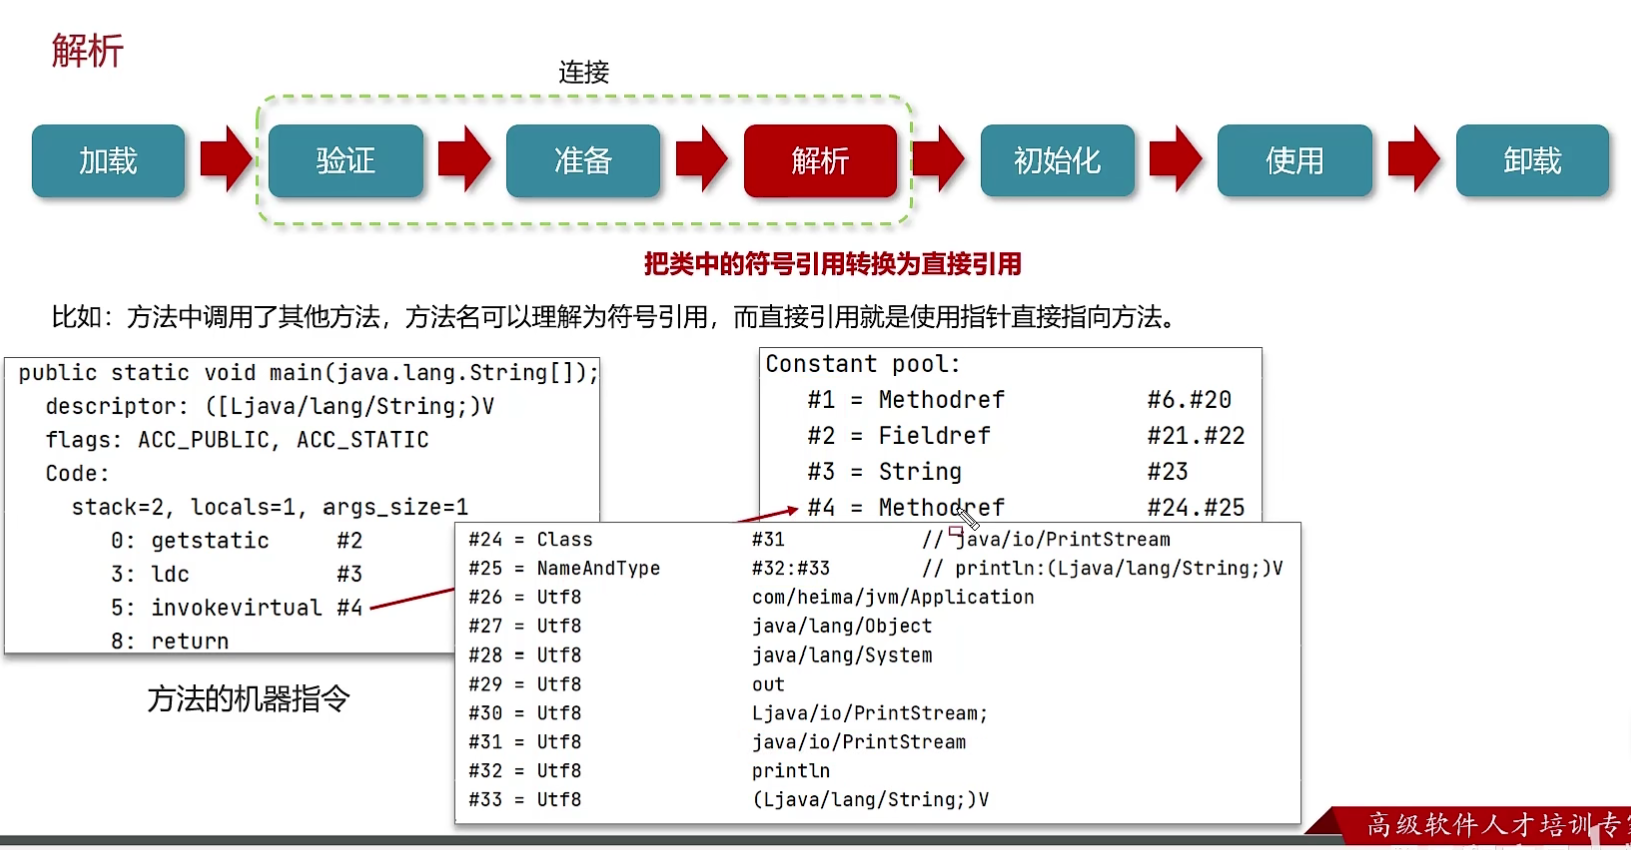 解析
连接
加载 验证 准备 解析 初始化 使用 卸载
把类中的符号引用转换为直接引用
比如：方法中调用了其他方法，方法名可以理解为符号引用，而直接引用就是使用指针直接指向方法。
public static void main(java.lang.String[]);
descriptor: ([Ljava/lang/String;)V
flags: ACC_PUBLIC, ACC_STATIC
Code:
stack=2, locals=1, args_size=1
0: getstatic #2
3: ldc #3
5: invokevirtual #4
8: return
方法的机器指令
Constant pool:
#1 = Methodref #6.#20
#2 = Fieldref #21.#22
#3 = String #23
#4 = Methodref #24.#25
#24 = Class #31 // java/io/PrintStream
#25 = NameAndType #32:#33 // println:(Ljava/lang/String;)V
#26 = Utf8 com/heima/jvm/Application
#27 = Utf8 java/lang/Object
#28 = Utf8 java/lang/System
#29 = Utf8 out
#30 = Utf8 Ljava/io/PrintStream;
#31 = Utf8 java/io/PrintStream
#32 = Utf8 println
#33 = Utf8 (Ljava/lang/String;)V
高级软件人才培训专